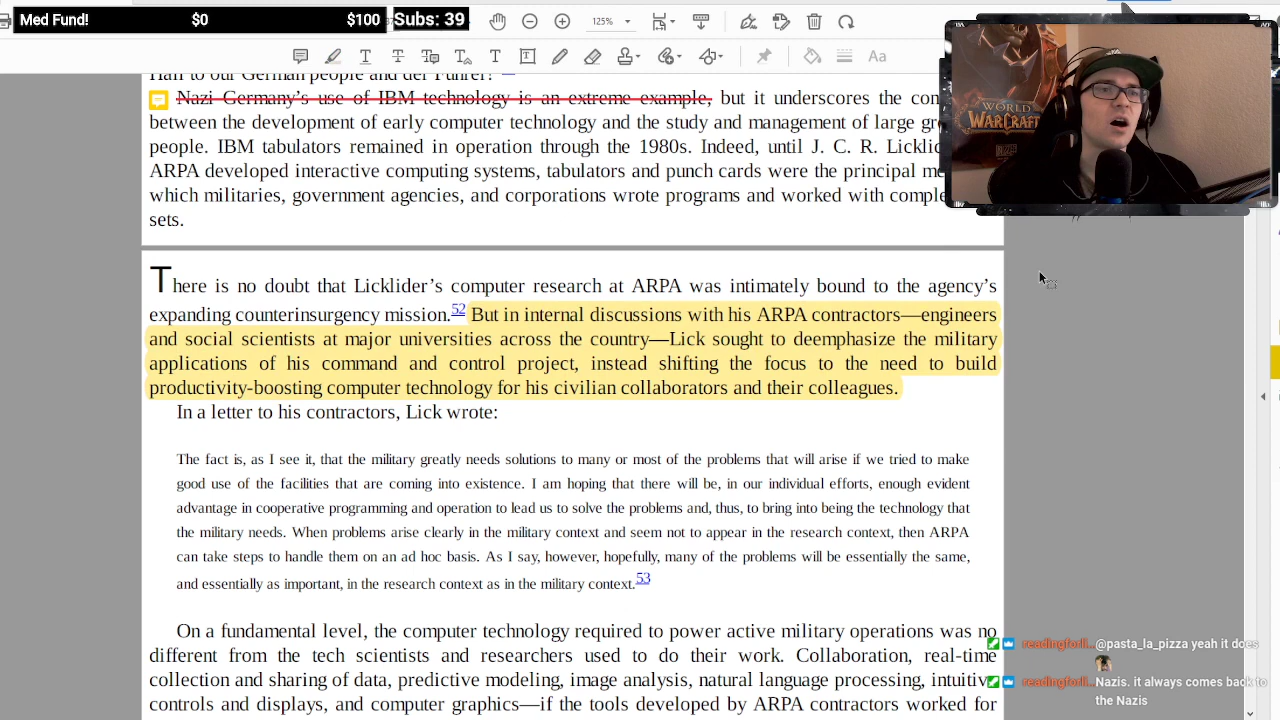 Med Fund! $0 $100 Subs: 39
125%
Aa
Hail to our German people and der Führer!
Nazi Germany's use of IBM technology is an extreme example, but it underscores the
between the development of early computer technology and the study and management of large
people. IBM tabulators remained in operation through the 1980s. Indeed, until J. C. R.
ARPA developed interactive computing systems, tabulators and punch cards were the principal
which militaries, government agencies, and corporations wrote programs and worked with
sets.
There is no doubt that Licklider's computer research at ARPA was intimately bound to the agency's
expanding counterinsurgency mission.52 But in internal discussions with his ARPA contractors—engineers
and social scientists at major universities across the country—Lick sought to deemphasize the military
applications of his command and control project, instead shifting the focus to the need to build
productivity-boosting computer technology for his civilian collaborators and their colleagues.
In a letter to his contractors, Lick wrote:
The fact is, as I see it, that the military greatly needs solutions to many or most of the problems that will arise if we tried to make
good use of the facilities that are coming into existence. I am hoping that there will be, in our individual efforts, enough evident
advantage in cooperative programming and operation to lead us to solve the problems and, thus, to bring into being the technology that
the military needs. When problems arise clearly in the military context and seem not to appear in the research context, then ARPA
can take steps to handle them on an ad hoc basis. As I say, however, hopefully, many of the problems will be essentially the same,
and essentially as important, in the research context as in the military context.53
On a fundamental level, the computer technology required to power active military operations was no
different from the tech scientists and researchers used to do their work. Collaboration, real-time
collection and sharing of data, predictive modeling, image analysis, natural language processing, intuitive
controls and displays, and computer graphics—if the tools developed by ARPA contractors worked for
WORLD
WARCRAFT
readingforli... @pasta_la_pizza yeah it does
readingforli... Nazis. it always comes back to
the Nazis